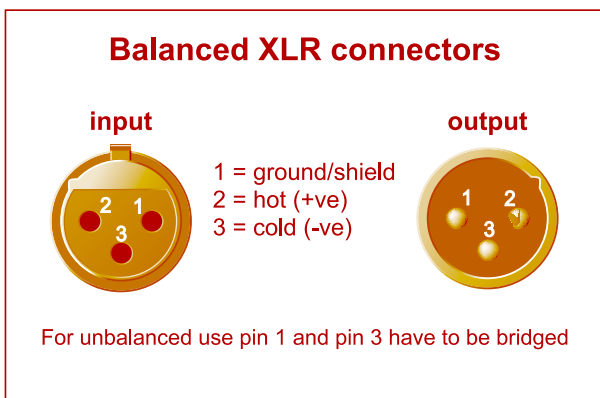 Balanced XLR connectors
input
output
1 = ground/shield
2 = hot (+ve)
3 = cold (-ve)
2 1
3
1 2
3
For unbalanced use pin 1 and pin 3 have to be bridged